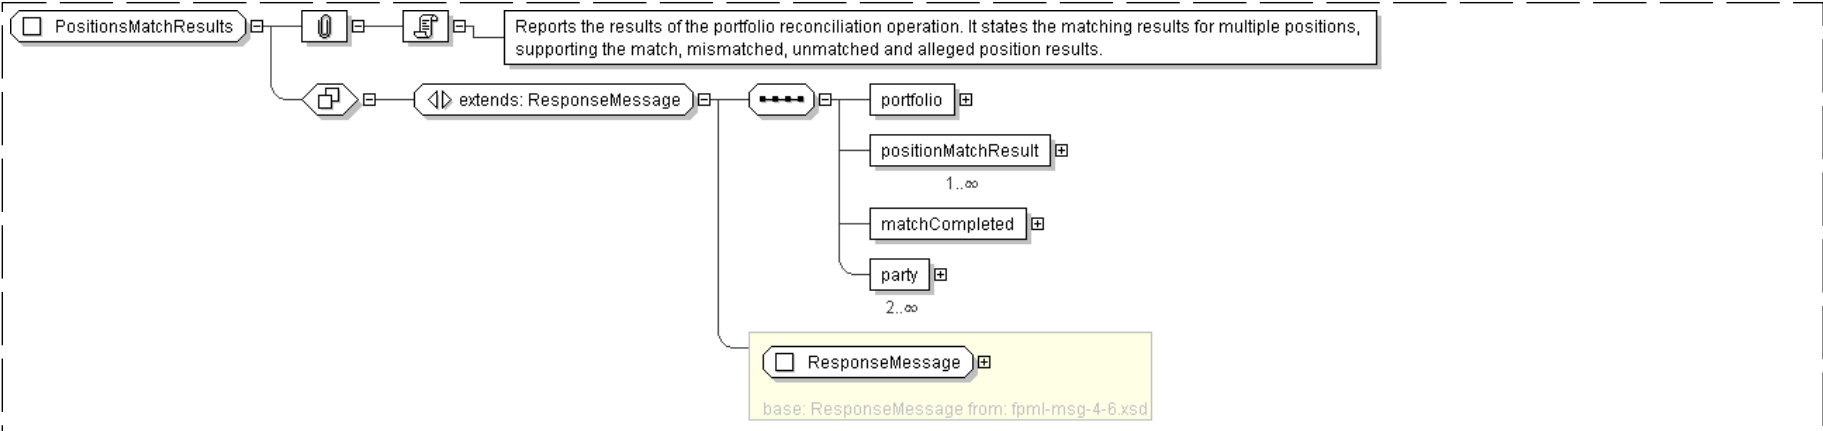 PositionsMatchResults
Reports the results of the portfolio reconciliation operation. It states the matching results for multiple positions,
supporting the match, mismatched, unmatched and alleged position results.
extends: ResponseMessage
portfolio
positionMatchResult
1..∞
matchCompleted
party
2..∞
ResponseMessage
base: ResponseMessage from: fpml-msg-4-6.xsd